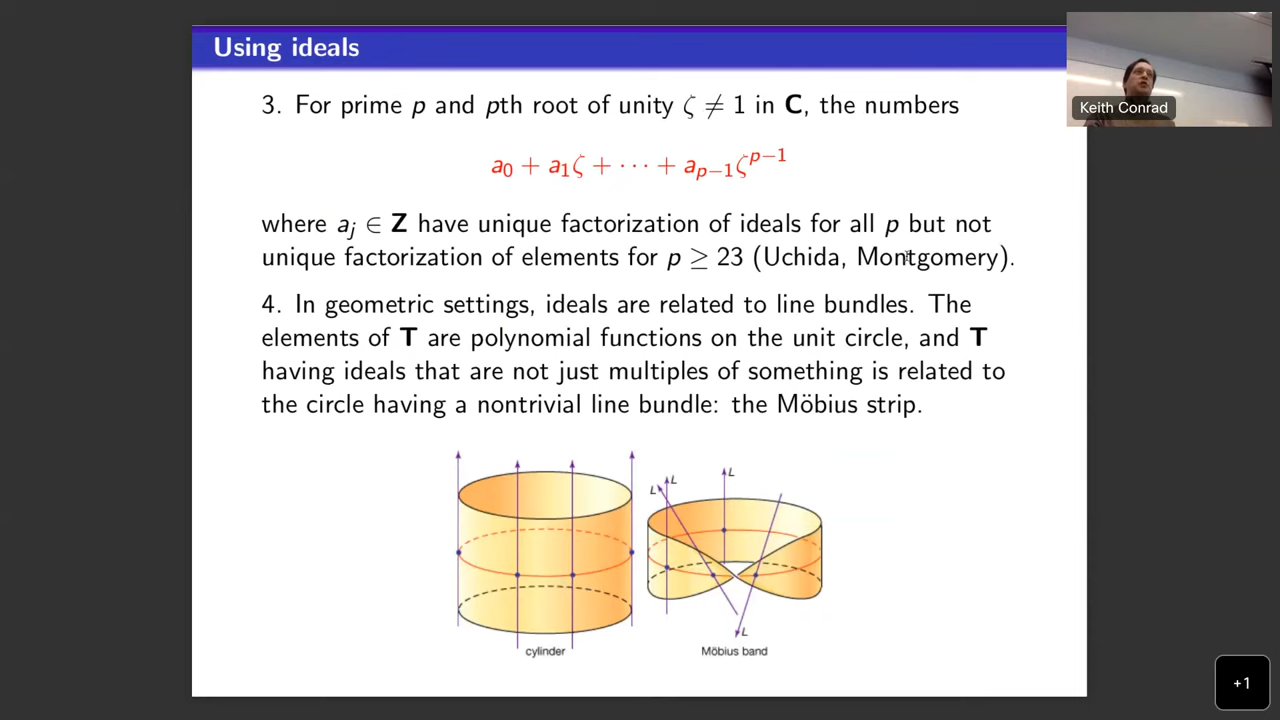 Using ideals
Keith Conrad
3. For prime p and pth root of unity ζ ≠ 1 in C, the numbers
a₀ + a₁ζ + ⋯ + aₚ₋₁ζᵖ⁻¹
where aⱼ ∈ Z have unique factorization of ideals for all p but not
unique factorization of elements for p ≥ 23 (Uchida, Montgomery).
4. In geometric settings, ideals are related to line bundles. The
elements of T are polynomial functions on the unit circle, and T
having ideals that are not just multiples of something is related to
the circle having a nontrivial line bundle: the Möbius strip.
L
L
L
L
cylinder
Möbius band
+1